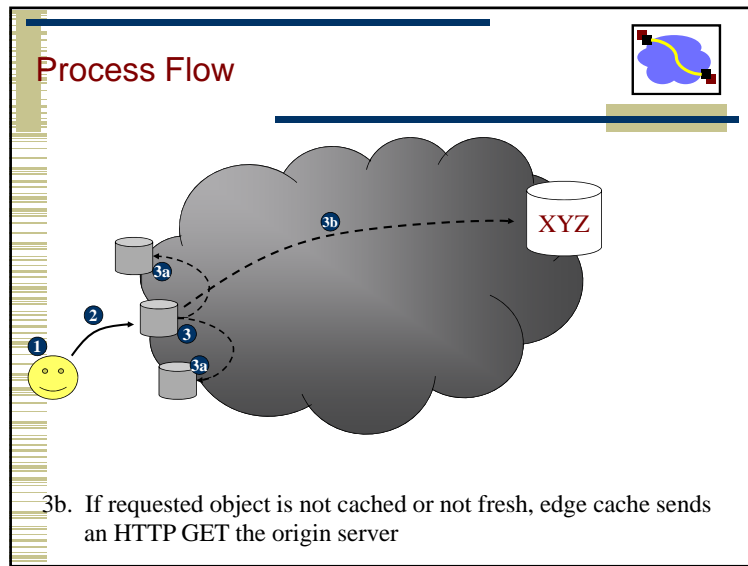 Process Flow
3b
XYZ
3a
2
3
1
3a
3b. If requested object is not cached or not fresh, edge cache sends
an HTTP GET the origin server